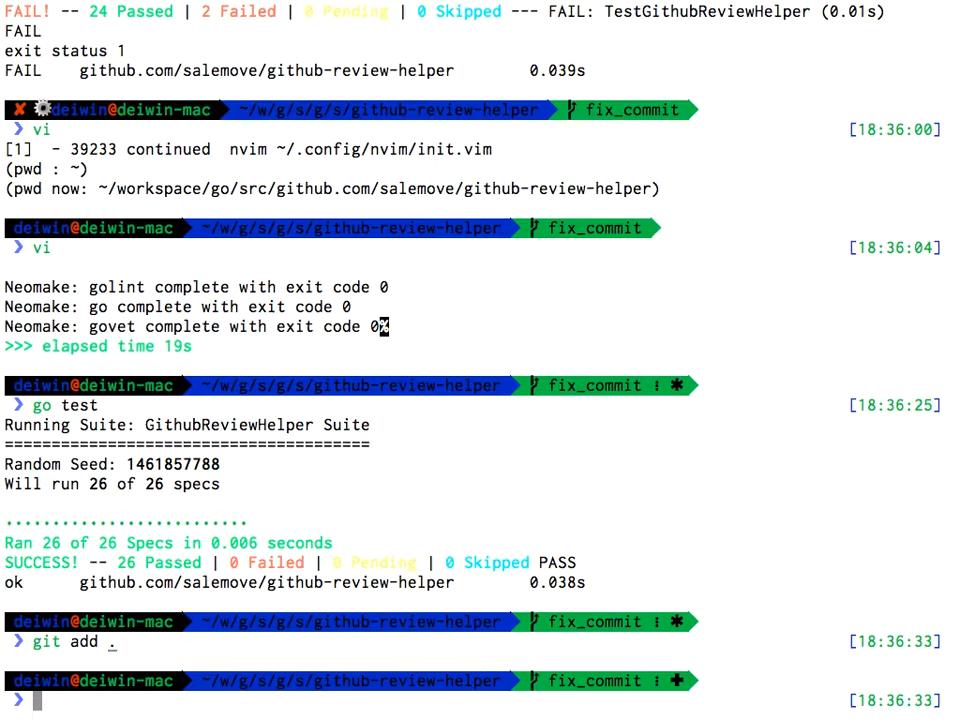 FAIL! -- 24 Passed | 2 Failed | 0 Pending | 0 Skipped --- FAIL: TestGithubReviewHelper (0.01s)
FAIL
exit status 1
FAIL    github.com/salemove/github-review-helper        0.039s
✘ ⚙ deiwin@deiwin-mac ~/w/g/s/g/s/github-review-helper fix_commit
❯ vi [18:36:00]
[1]  - 39233 continued  nvim ~/.config/nvim/init.vim
(pwd : ~)
(pwd now: ~/workspace/go/src/github.com/salemove/github-review-helper)
deiwin@deiwin-mac ~/w/g/s/g/s/github-review-helper fix_commit
❯ vi [18:36:04]
Neomake: golint complete with exit code 0
Neomake: go complete with exit code 0
Neomake: govet complete with exit code 0%
>>> elapsed time 19s
deiwin@deiwin-mac ~/w/g/s/g/s/github-review-helper fix_commit ⫶ ✱
❯ go test [18:36:25]
Running Suite: GithubReviewHelper Suite
=======================================
Random Seed: 1461857788
Will run 26 of 26 specs
••••••••••••••••••••••••••
Ran 26 of 26 Specs in 0.006 seconds
SUCCESS! -- 26 Passed | 0 Failed | 0 Pending | 0 Skipped PASS
ok      github.com/salemove/github-review-helper        0.038s
deiwin@deiwin-mac ~/w/g/s/g/s/github-review-helper fix_commit ⫶ ✱
❯ git add . [18:36:33]
deiwin@deiwin-mac ~/w/g/s/g/s/github-review-helper fix_commit ⫶ ✚
❯ [18:36:33]